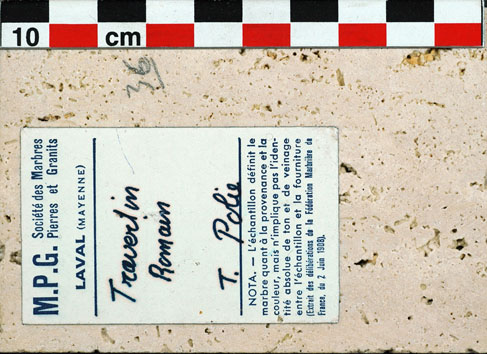 10 cm
36
M.P.G. Société des Marbres
Pierres et Granits
LAVAL (MAYENNE)
Travertin
Romain
T. Polie
NOTA. — L'échantillon définit le
marbre quant à la provenance et la
couleur, mais n'implique pas l'iden-
tité absolue de ton et de veinage
entre l'échantillon et la fourniture
(Extrait des délibérations de la Fédération Marbrière de
France, du 2 Juin 1906).